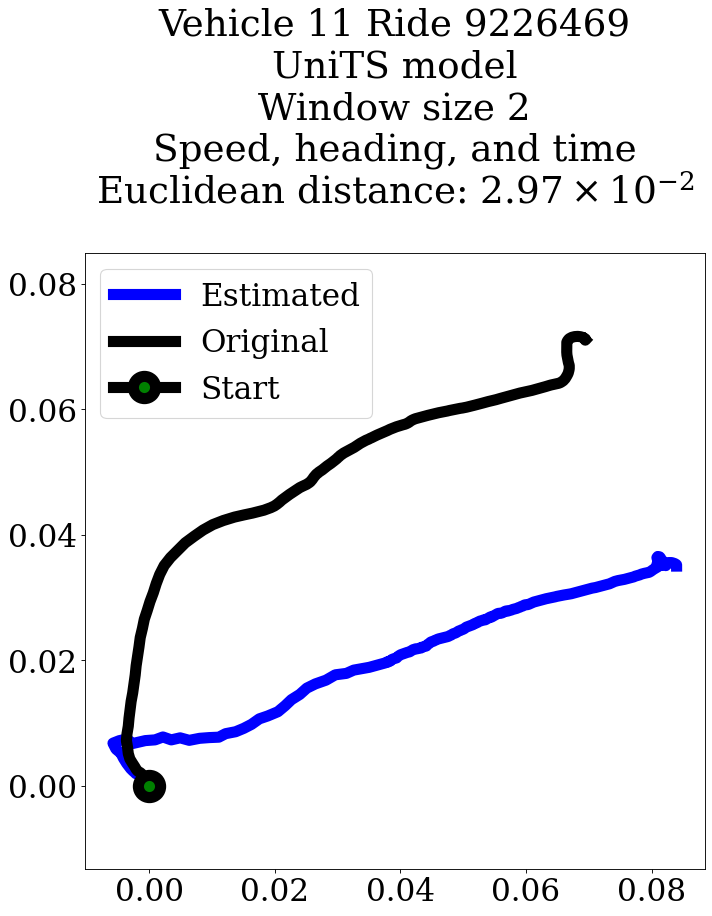 Vehicle 11 Ride 9226469
UniTS model
Window size 2
Speed, heading, and time
Euclidean distance: 2.97 × 10⁻²
Estimated
Original
Start
0.08
0.06
0.04
0.02
0.00
0.00 0.02 0.04 0.06 0.08